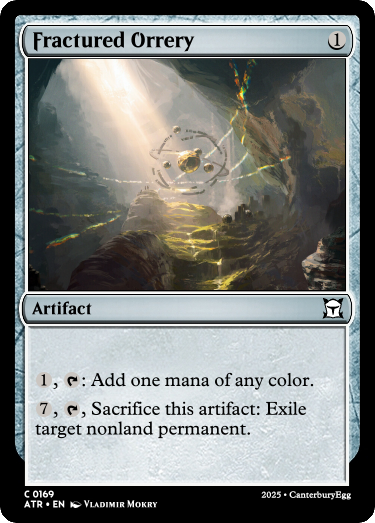 Fractured Orrery 1
Artifact
1, T: Add one mana of any color.
7, T, Sacrifice this artifact: Exile
target nonland permanent.
C 0169
ATR • EN Vladimir Mokry 2025 • CanterburyEgg